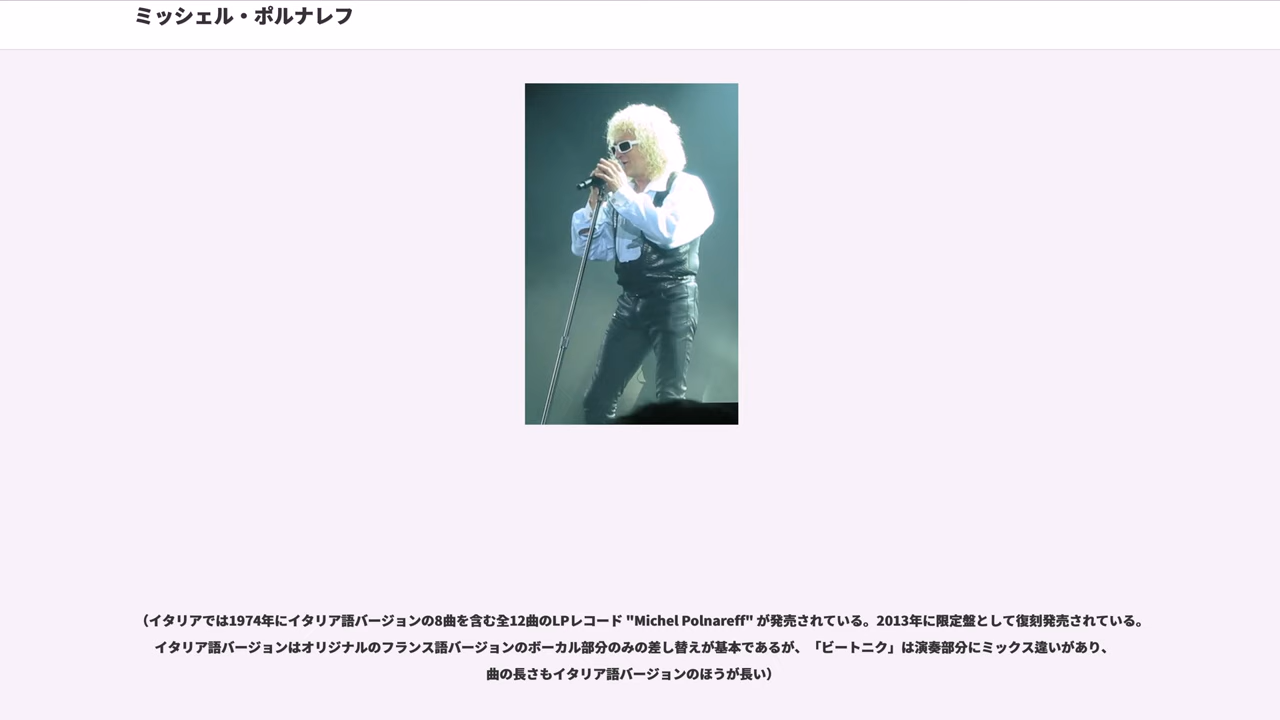 ミッシェル・ポルナレフ
（イタリアでは1974年にイタリア語バージョンの8曲を含む全12曲のLPレコード "Michel Polnareff" が発売されている。2013年に限定盤として復刻発売されている。
イタリア語バージョンはオリジナルのフランス語バージョンのボーカル部分のみの差し替えが基本であるが、「ビートニク」は演奏部分にミックス違いがあり、
曲の長さもイタリア語バージョンのほうが長い）